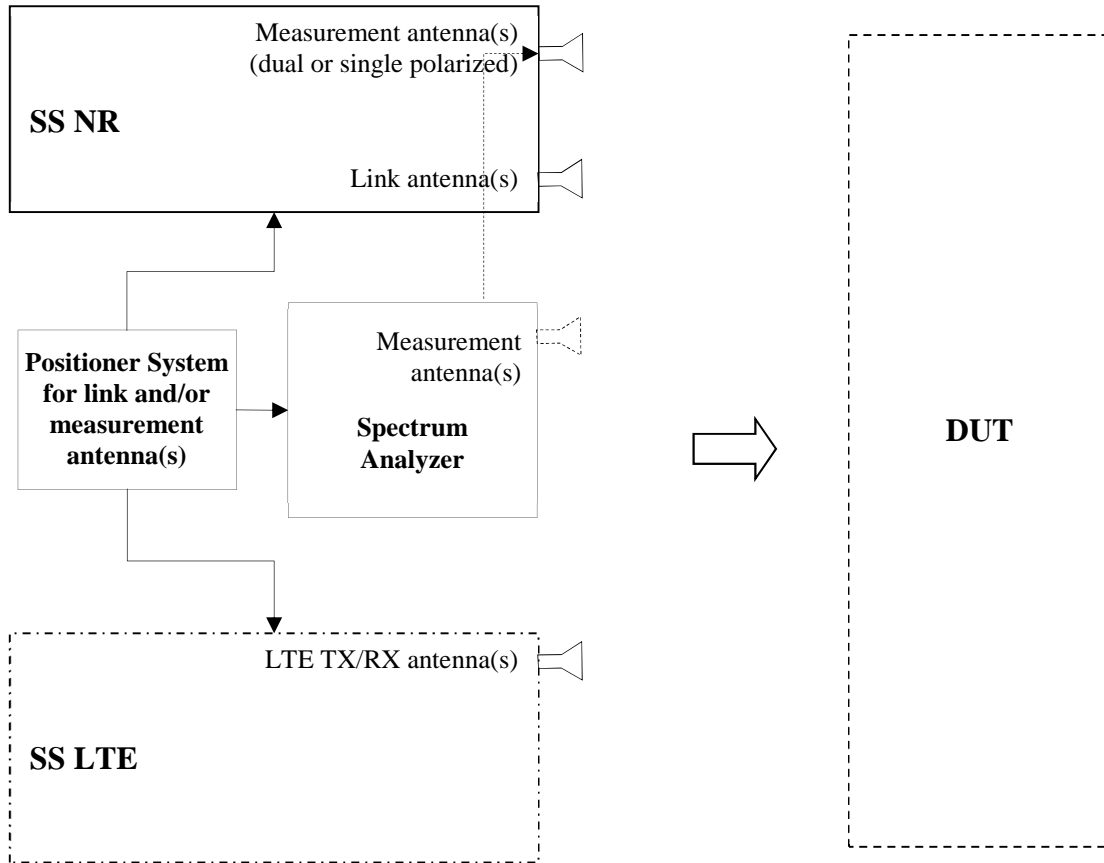 Measurement antenna(s)
(dual or single polarized)
SS NR
Link antenna(s)
Positioner System
for link and/or
measurement
antenna(s)
Measurement
antenna(s)
Spectrum
Analyzer
DUT
LTE TX/RX antenna(s)
SS LTE